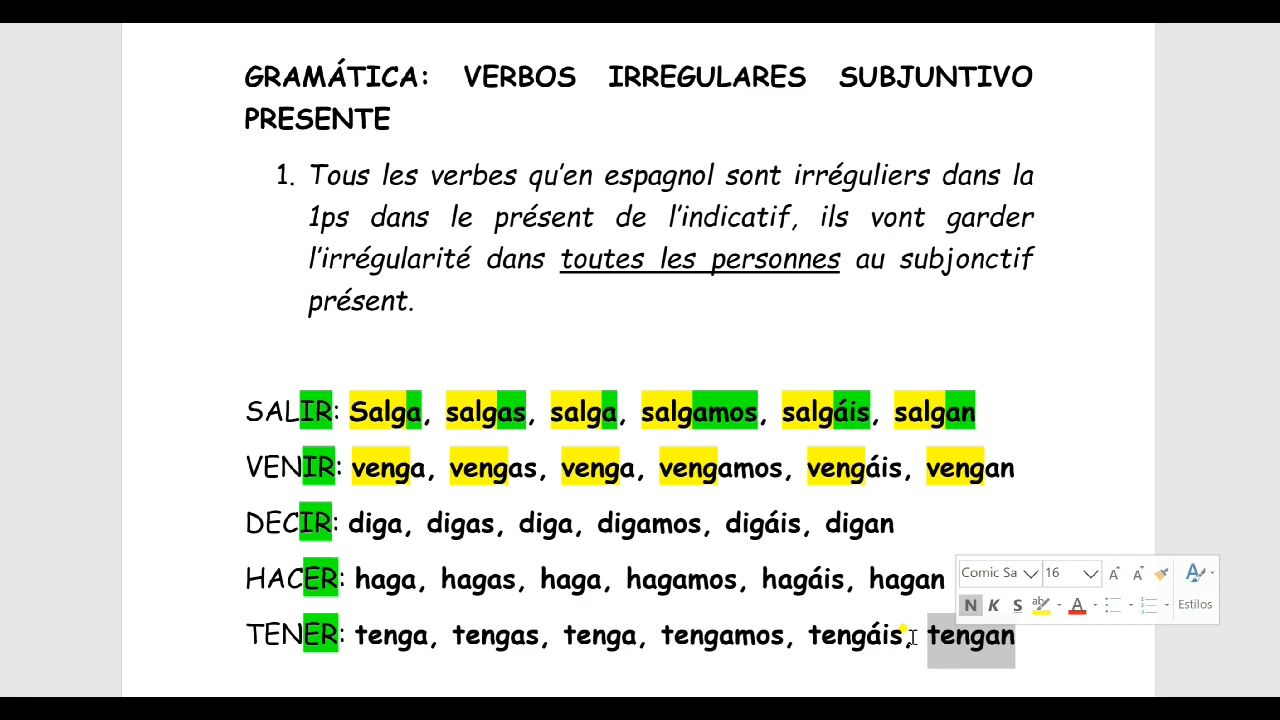 GRAMÁTICA: VERBOS IRREGULARES SUBJUNTIVO
PRESENTE
1. Tous les verbes qu'en espagnol sont irréguliers dans la
1ps dans le présent de l'indicatif, ils vont garder
l'irrégularité dans toutes les personnes au subjonctif
présent.
SALIR: Salga, salgas, salga, salgamos, salgáis, salgan
VENIR: venga, vengas, venga, vengamos, vengáis, vengan
DECIR: diga, digas, diga, digamos, digáis, digan
HACER: haga, hagas, haga, hagamos, hagáis, hagan
Comic Sa 16 A A A
N K S ab A Estilos
TENER: tenga, tengas, tenga, tengamos, tengáis, tengan